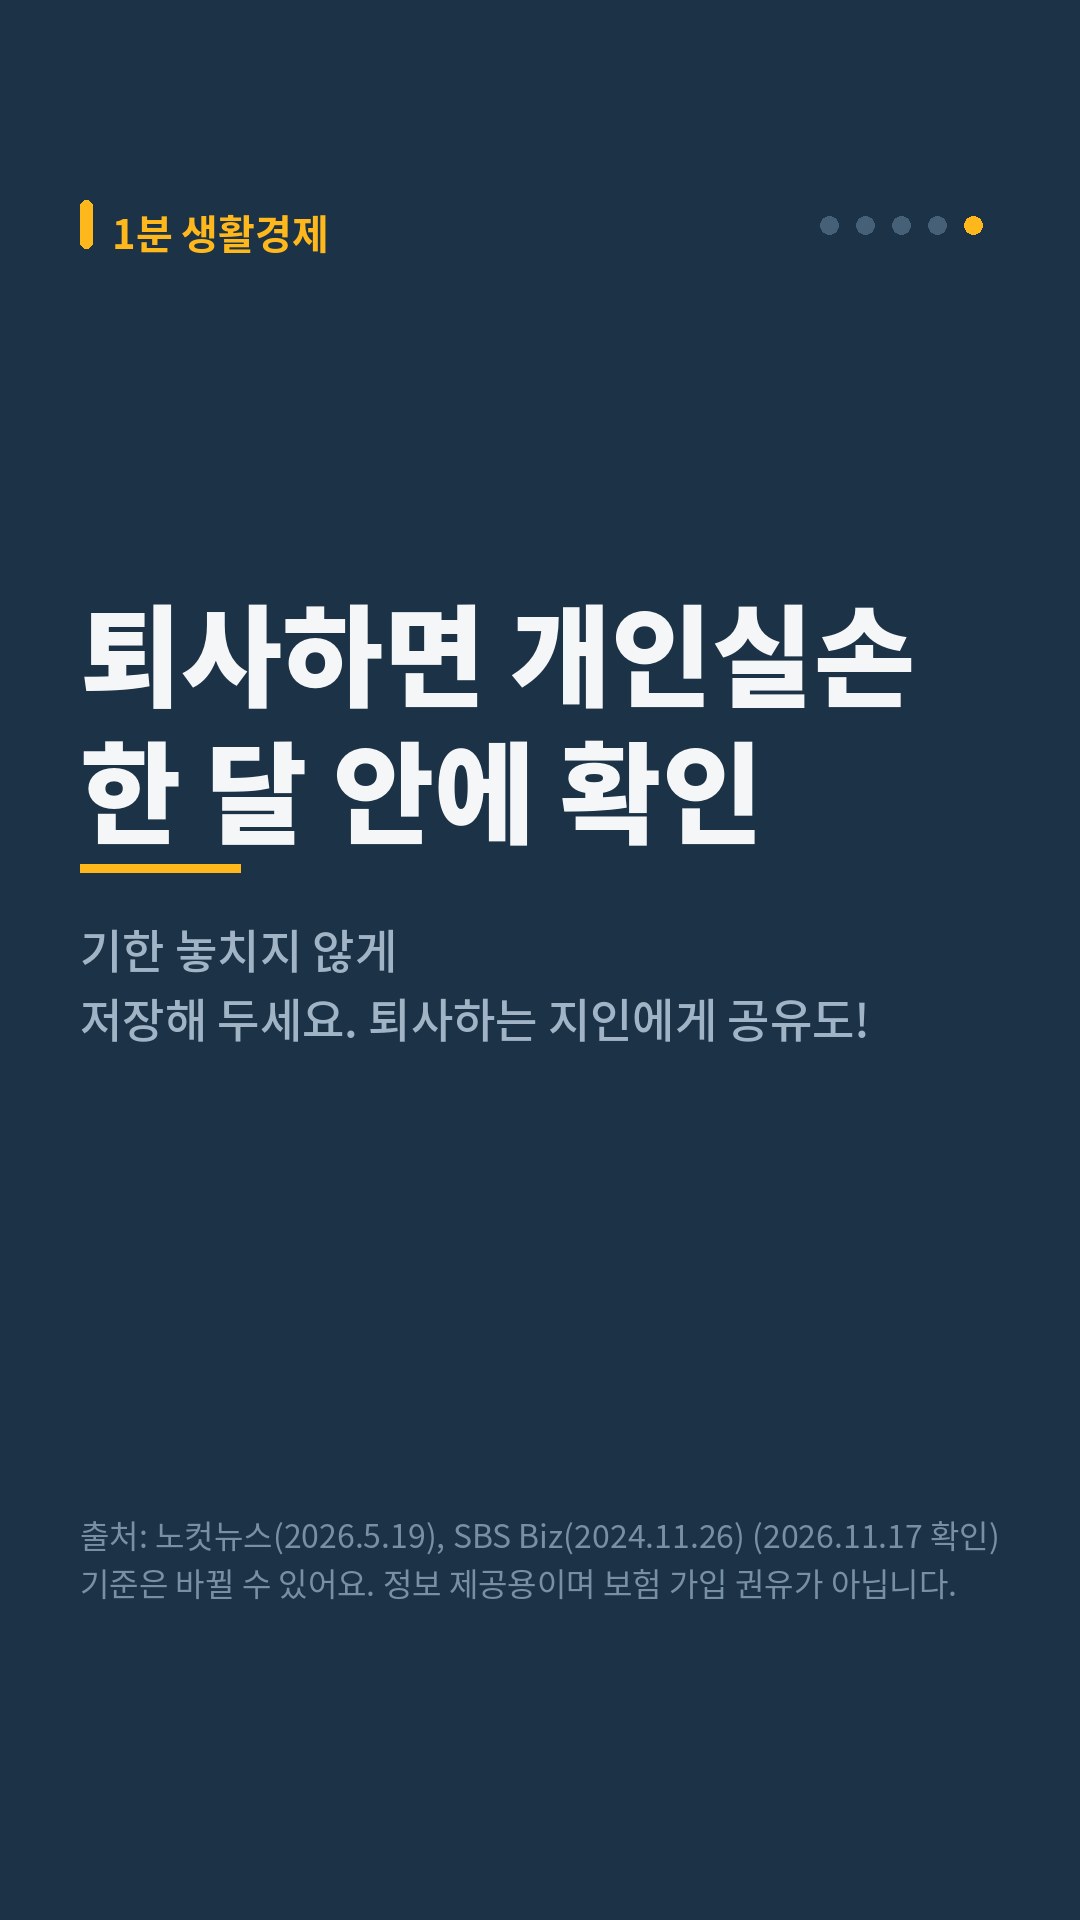 1분 생활경제
퇴사하면 개인실손
한 달 안에 확인
기한 놓치지 않게
저장해 두세요. 퇴사하는 지인에게 공유도!
출처: 노컷뉴스(2026.5.19), SBS Biz(2024.11.26) (2026.11.17 확인)
기준은 바뀔 수 있어요. 정보 제공용이며 보험 가입 권유가 아닙니다.